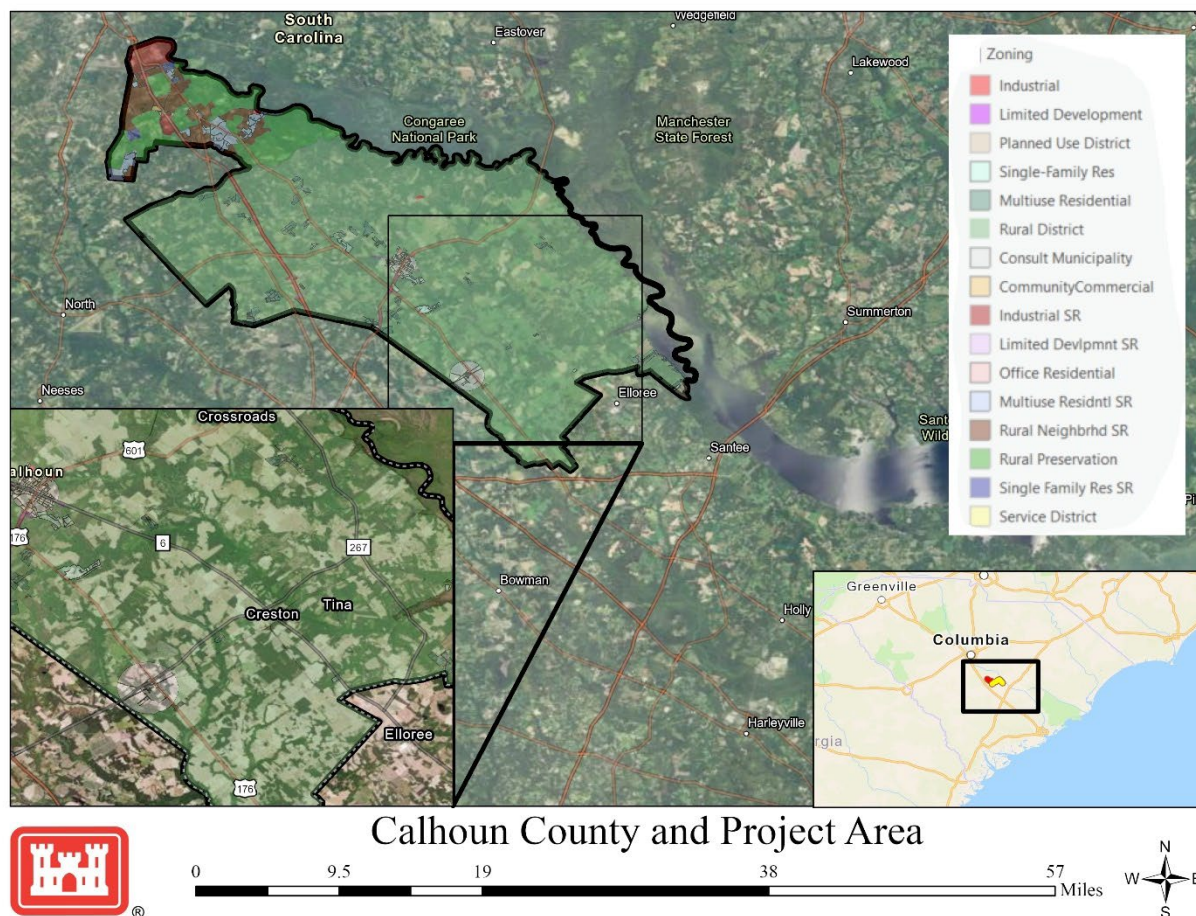 South
Carolina
Wedgefield
Eastover
Lakewood
Congaree
National Park
Manchester
State Forest
North
Summerton
Neeses
Elloree
Santee
Bowman
Holly
Harleyville
Zoning
Industrial
Limited Development
Planned Use District
Single-Family Res
Multiuse Residential
Rural District
Consult Municipality
CommunityCommercial
Industrial SR
Limited Devlpmnt SR
Office Residential
Multiuse Residntl SR
Rural Neighbrhd SR
Rural Preservation
Single Family Res SR
Service District
Sant
Wild
Pi
Crossroads
601
alhoun
176
6
267
Creston
Tina
Elloree
176
Greenville
Columbia
rgia
Calhoun County and Project Area
0 9.5 19 38 57
Miles
N
W E
S
®